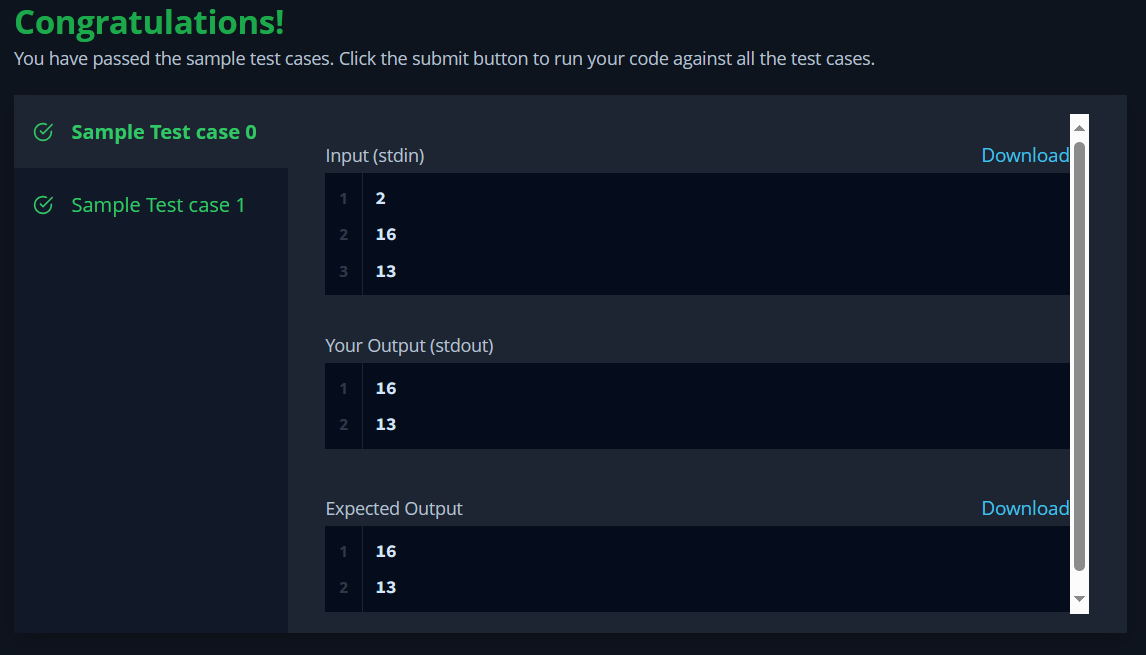 Congratulations!
You have passed the sample test cases. Click the submit button to run your code against all the test cases.
Sample Test case 0
Sample Test case 1
Input (stdin)
Download
1 2
2 16
3 13
Your Output (stdout)
1 16
2 13
Expected Output
Download
1 16
2 13